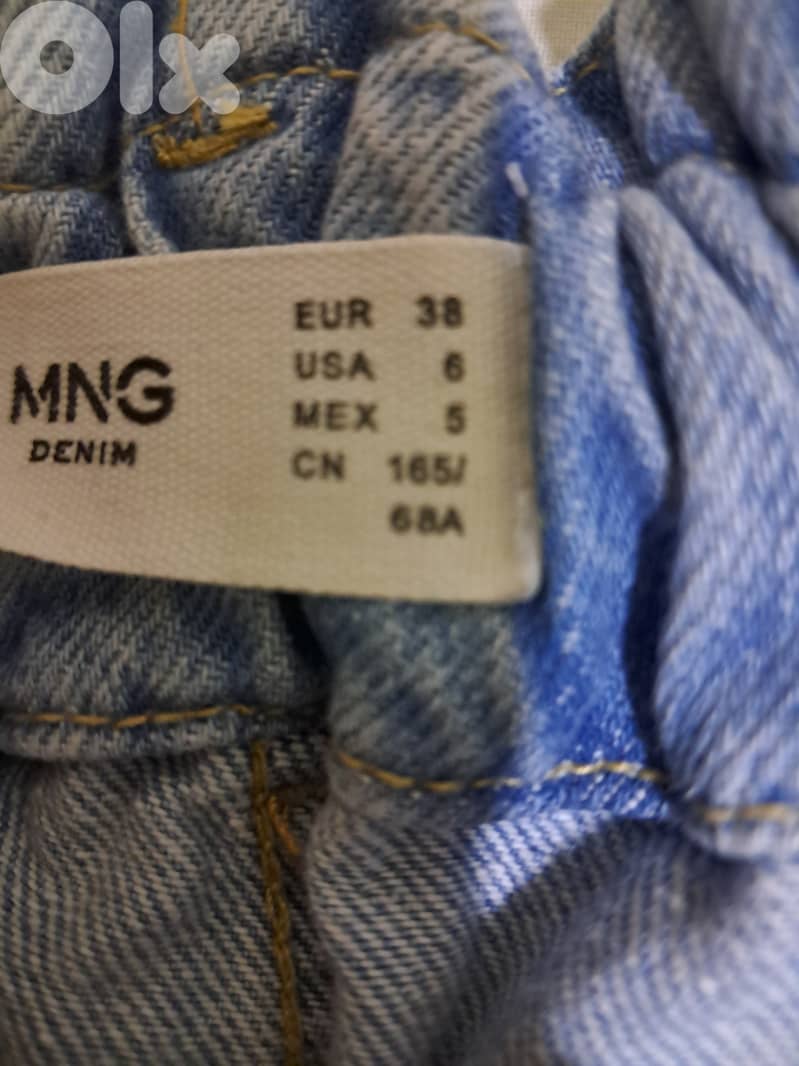 Olx
MNG
DENIM
EUR 38
USA 6
MEX 5
CN 165/
68A